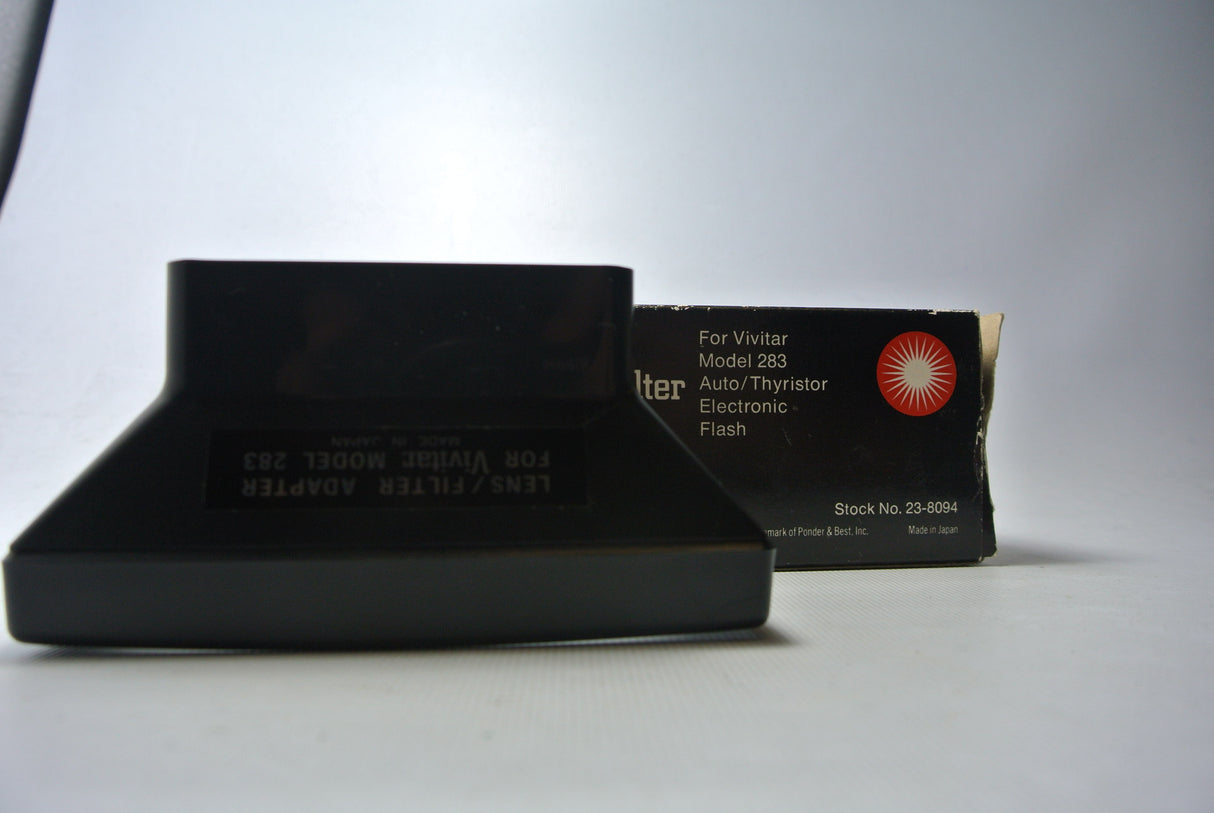 LENS/FILTER ADAPTER
FOR Vivitar MODEL 283
MADE IN JAPAN
lter
For Vivitar
Model 283
Auto/Thyristor
Electronic
Flash
Stock No. 23-8094
mark of Ponder & Best, Inc.
Made in Japan